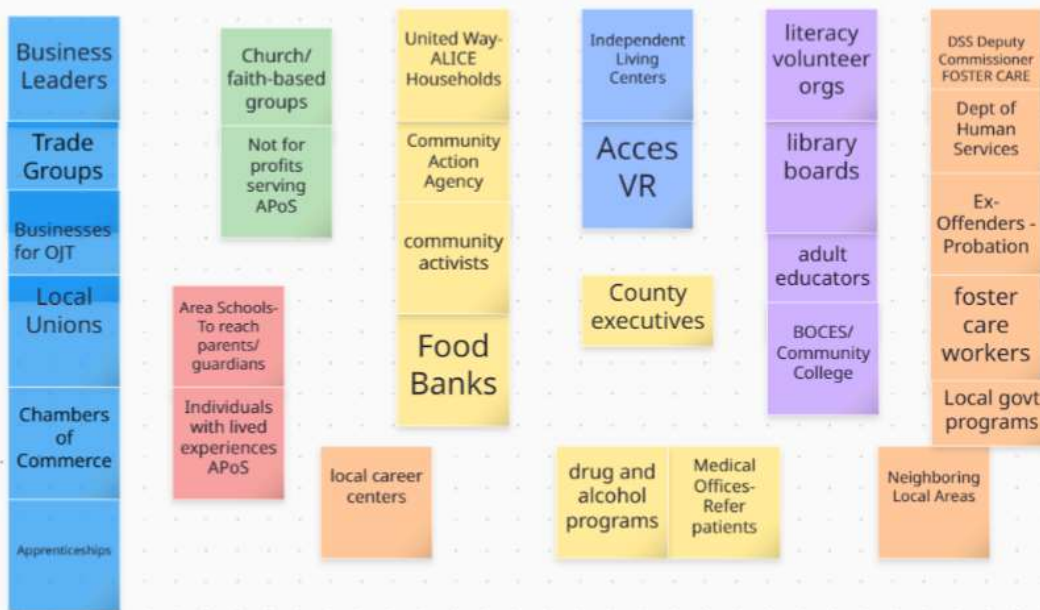 Business
Leaders
Trade
Groups
Businesses
for OJT
Local
Unions
Chambers
of
Commerce
Apprenticeships
Church/
faith-based
groups
Not for
profits
serving
APoS
Area Schools-
To reach
parents/
guardians
Individuals
with lived
experiences
APoS
local career
centers
United Way-
ALICE
Households
Community
Action
Agency
community
activists
Food
Banks
Independent
Living
Centers
Acces
VR
County
executives
drug and
alcohol
programs
Medical
Offices-
Refer
patients
literacy
volunteer
orgs
library
boards
adult
educators
BOCES/
Community
College
DSS Deputy
Commissioner
FOSTER CARE
Dept of
Human
Services
Ex-
Offenders -
Probation
foster
care
workers
Local govt
programs
Neighboring
Local Areas